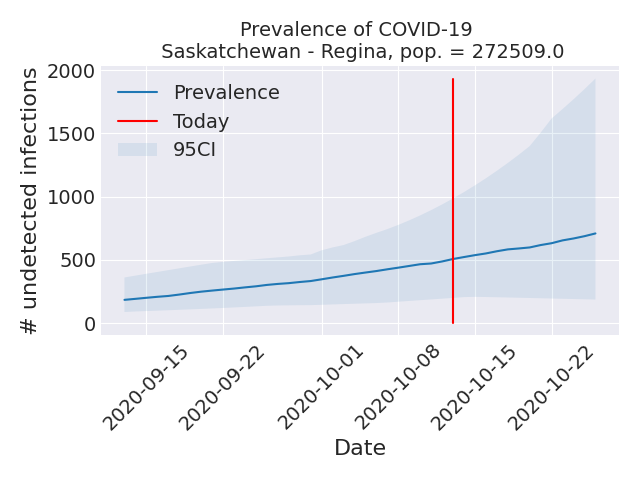 Prevalence of COVID-19
Saskatchewan - Regina, pop. = 272509.0
# undetected infections
2000
1500
1000
500
0
Prevalence
Today
95CI
2020-09-15
2020-09-22
2020-10-01
2020-10-08
2020-10-15
2020-10-22
Date